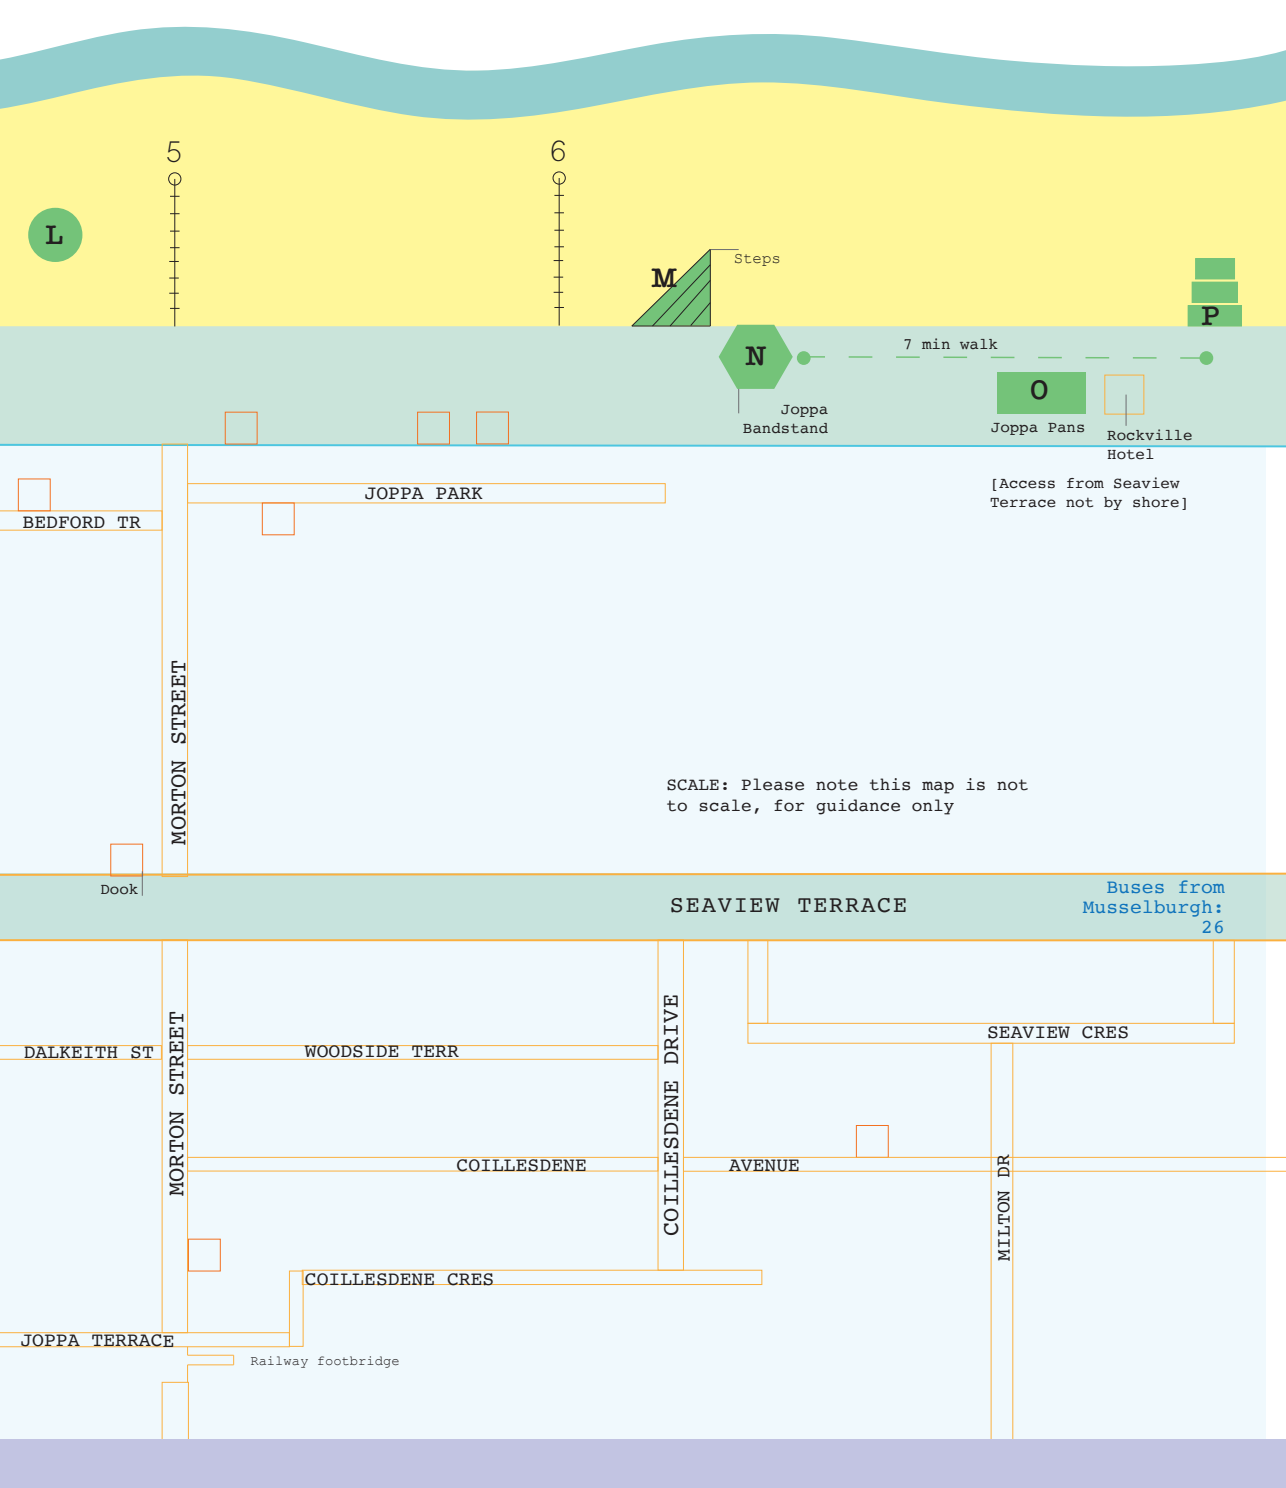 5
6
L
M
Steps
P
N
7 min walk
O
Joppa
Bandstand
Joppa Pans
Rockville
Hotel
[Access from Seaview
Terrace not by shore]
JOPPA PARK
BEDFORD TR
MORTON STREET
SCALE: Please note this map is not
to scale, for guidance only
Dook
SEAVIEW TERRACE
Buses from
Musselburgh:
26
MORTON STREET
COILLESDENE DRIVE
SEAVIEW CRES
DALKEITH ST
WOODSIDE TERR
COILLESDENE AVENUE
MILTON DR
COILLESDENE CRES
JOPPA TERRACE
Railway footbridge